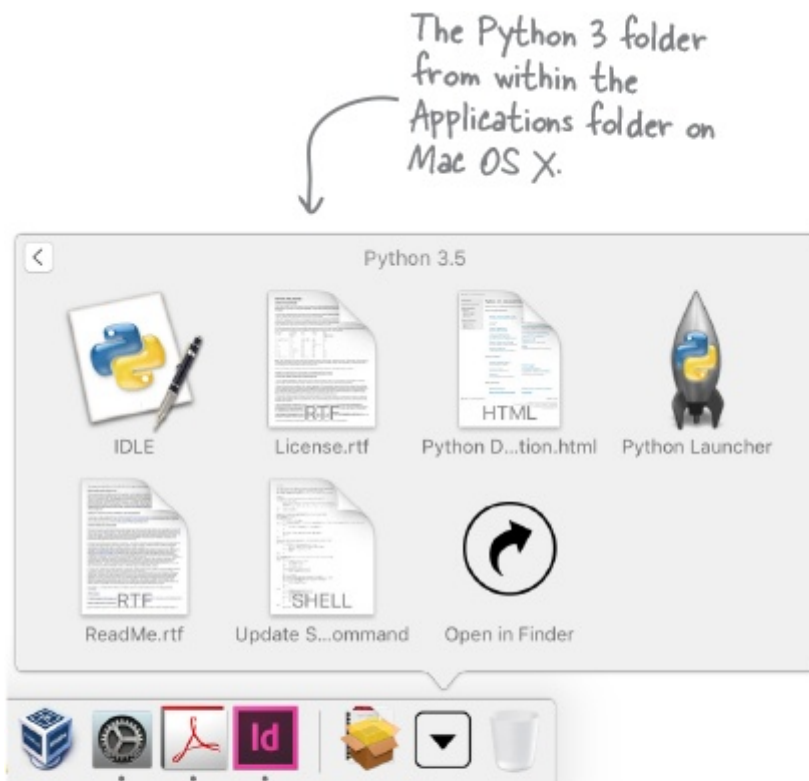 The Python 3 folder
from within the
Applications folder on
Mac OS X.
Python 3.5
RTF
HTML
IDLE
License.rtf
Python D...tion.html
Python Launcher
RTF
SHELL
ReadMe.rtf
Update S...ommand
Open in Finder
Id